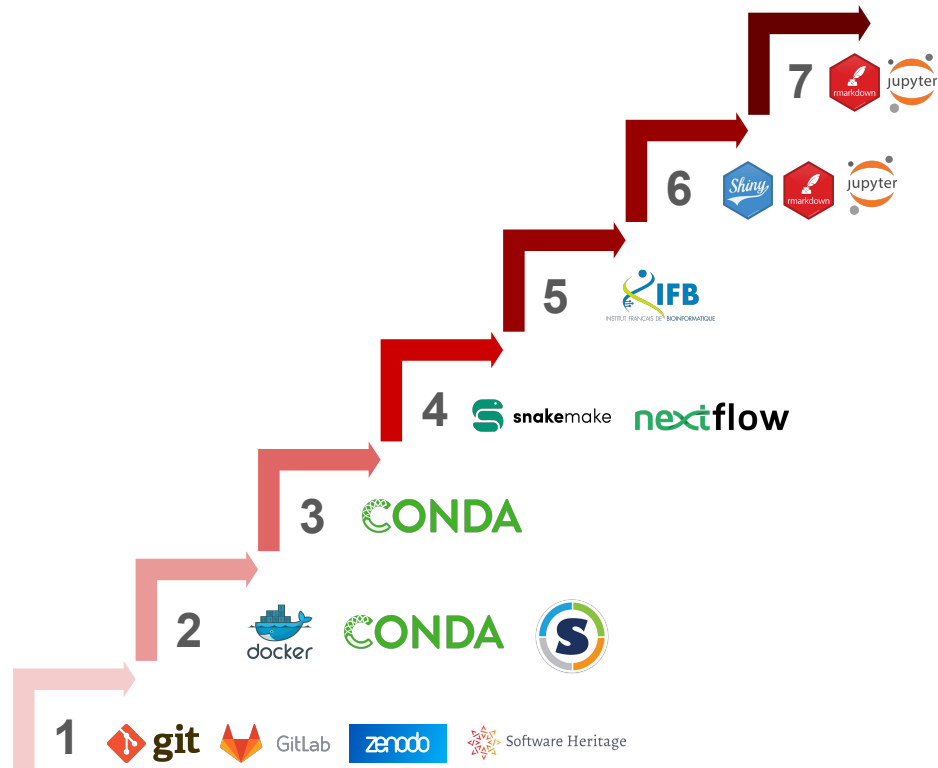 7 rmarkdown jupyter
6 Shiny rmarkdown jupyter
5 IFB
INSTITUT FRANCAIS DE BIOINFORMATIQUE
4 snakemake nextflow
3 CONDA
2 docker CONDA S
1 git GitLab zenodo Software Heritage